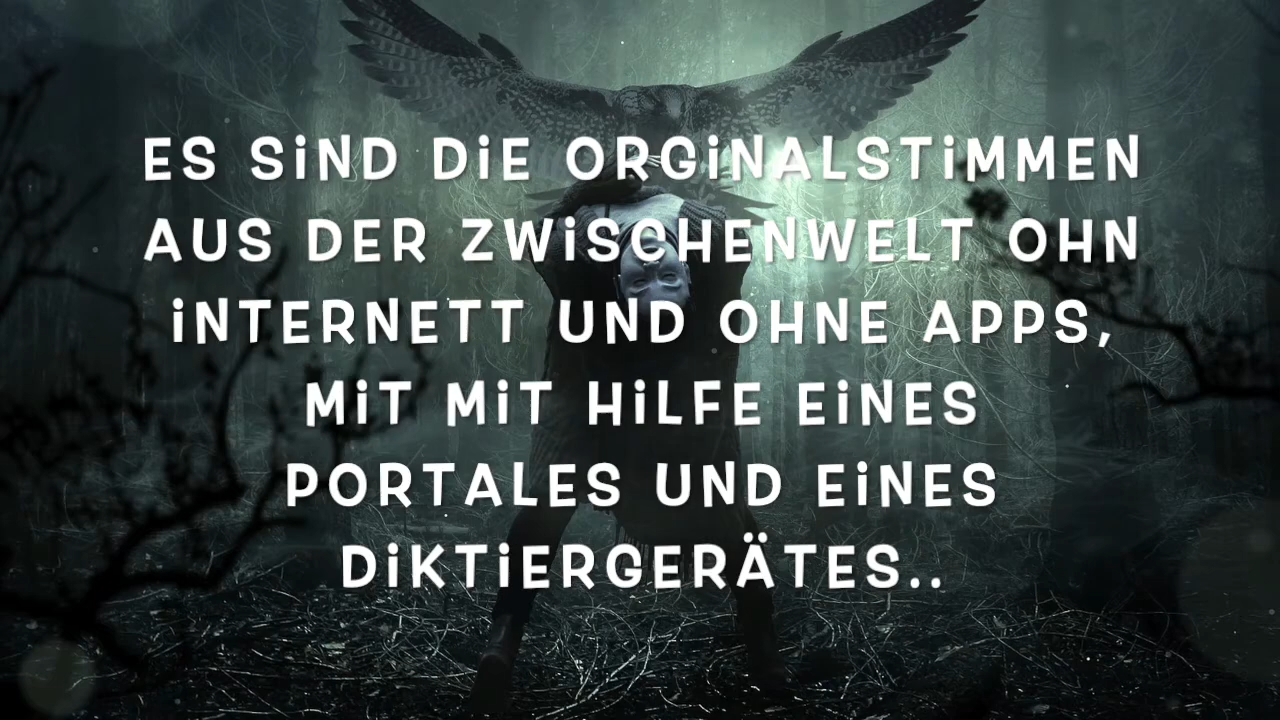 ES SiND DiE ORGiNALSTiMMEN
AUS DER ZWiSCHENWELT OHN
iNTERNETT UND OHNE APPS,
MiT MiT HiLFE EiNES
PORTALES UND EiNES
DiKTiERGERÄTES..